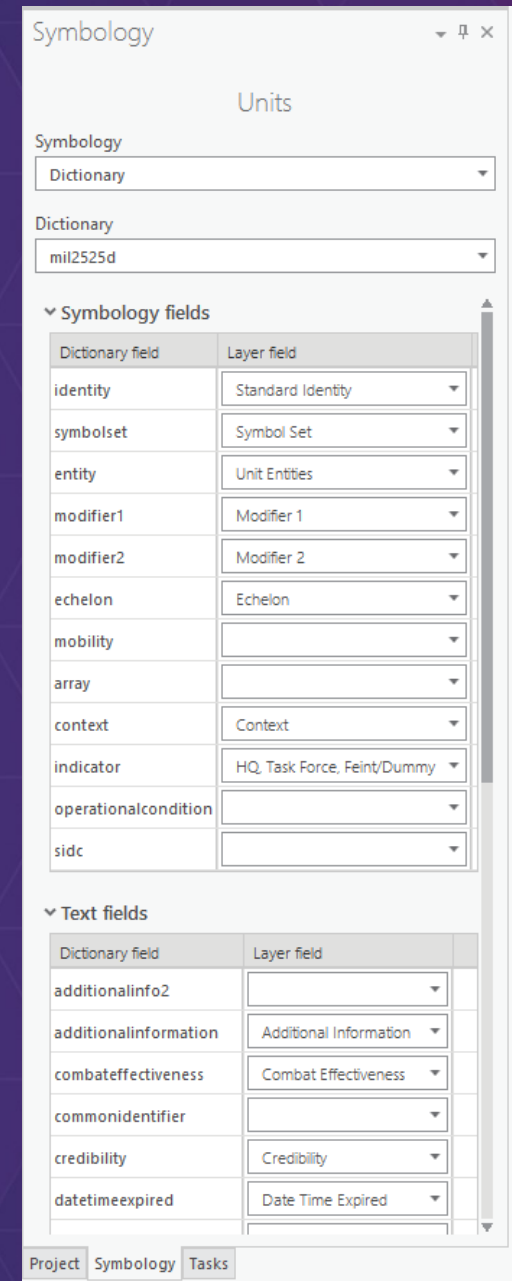 Symbology
Units
Symbology
Dictionary
Dictionary
mil2525d
Symbology fields
Dictionary field Layer field
identity Standard Identity
symbolset Symbol Set
entity Unit Entities
modifier1 Modifier 1
modifier2 Modifier 2
echelon Echelon
mobility
array
context Context
indicator HQ, Task Force, Feint/Dummy
operationalcondition
sidc
Text fields
Dictionary field Layer field
additionalinfo2
additionalinformation Additional Information
combateffectiveness Combat Effectiveness
commonidentifier
credibility Credibility
datetimeexpired Date Time Expired
Project Symbology Tasks